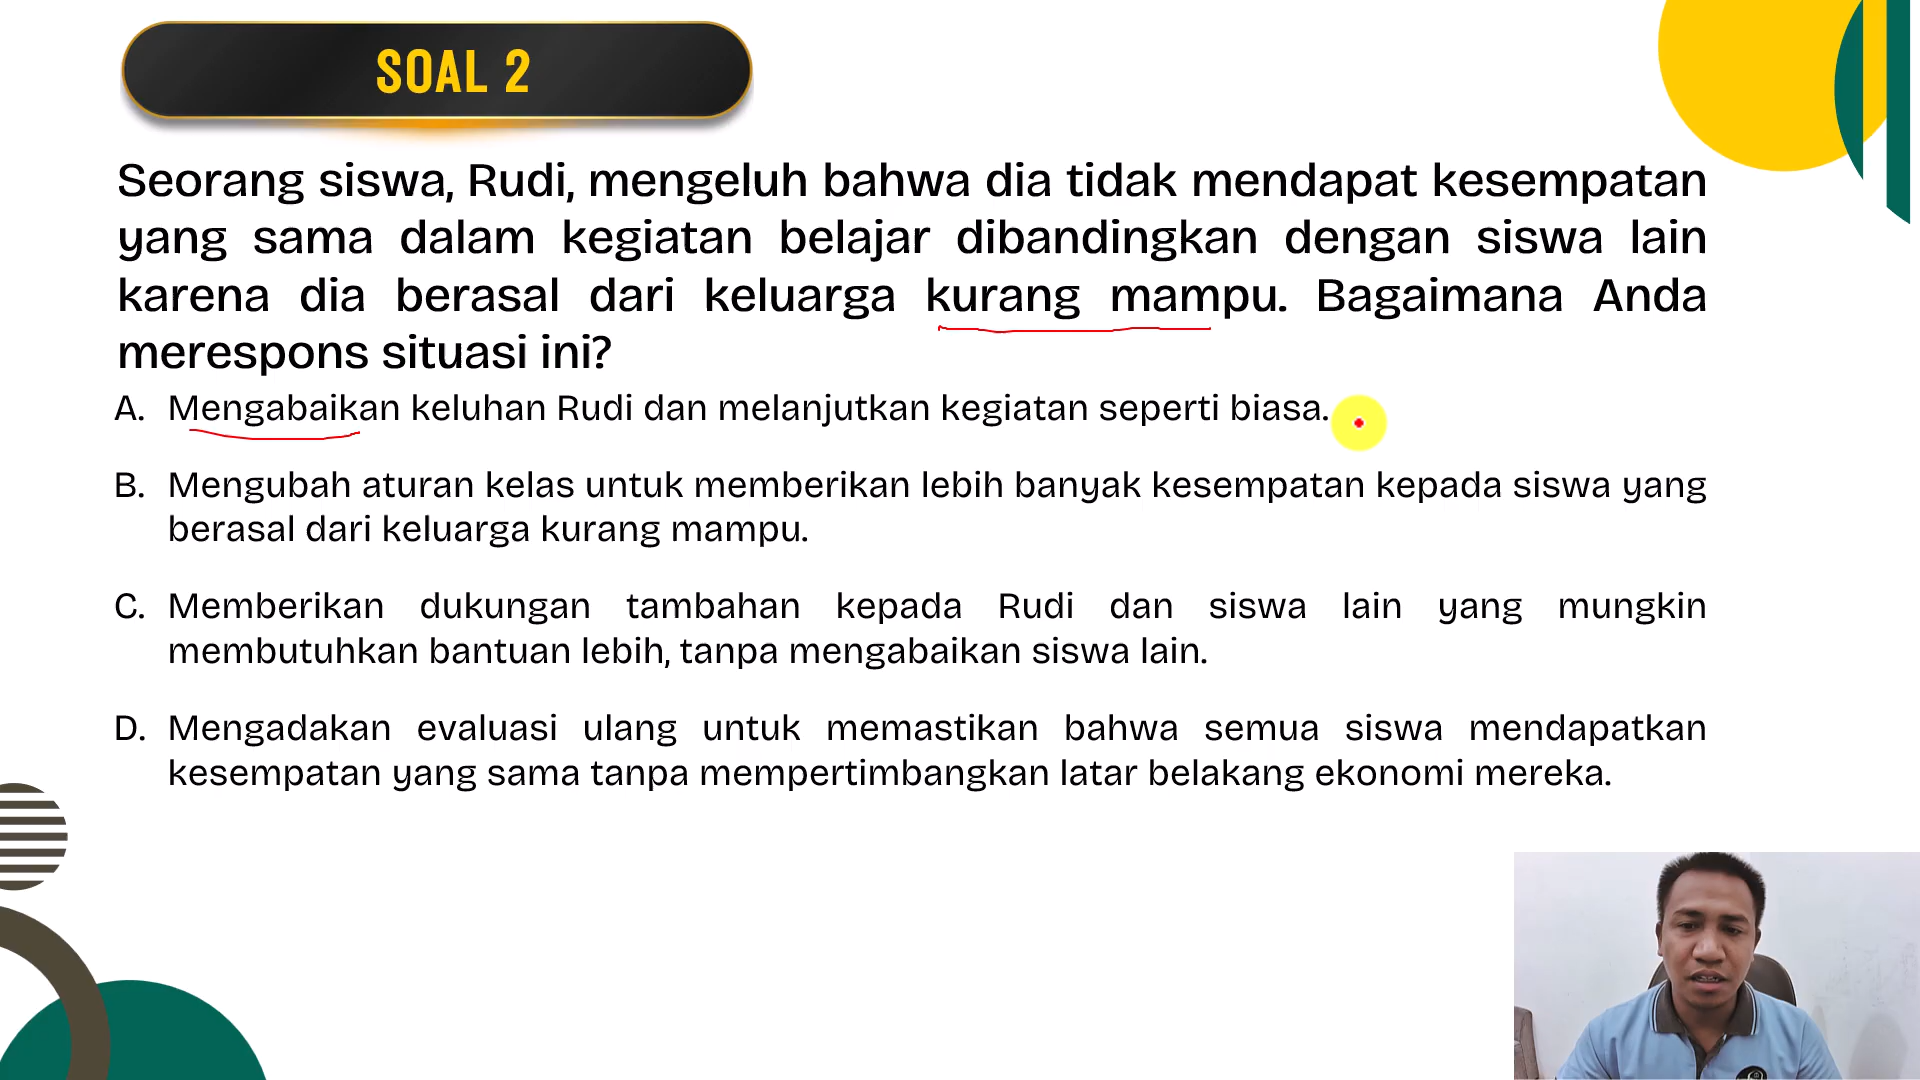 SOAL 2
Seorang siswa, Rudi, mengeluh bahwa dia tidak mendapat kesempatan
yang sama dalam kegiatan belajar dibandingkan dengan siswa lain
karena dia berasal dari keluarga kurang mampu. Bagaimana Anda
merespons situasi ini?
A. Mengabaikan keluhan Rudi dan melanjutkan kegiatan seperti biasa.
B. Mengubah aturan kelas untuk memberikan lebih banyak kesempatan kepada siswa yang
berasal dari keluarga kurang mampu.
C. Memberikan dukungan tambahan kepada Rudi dan siswa lain yang mungkin
membutuhkan bantuan lebih, tanpa mengabaikan siswa lain.
D. Mengadakan evaluasi ulang untuk memastikan bahwa semua siswa mendapatkan
kesempatan yang sama tanpa mempertimbangkan latar belakang ekonomi mereka.